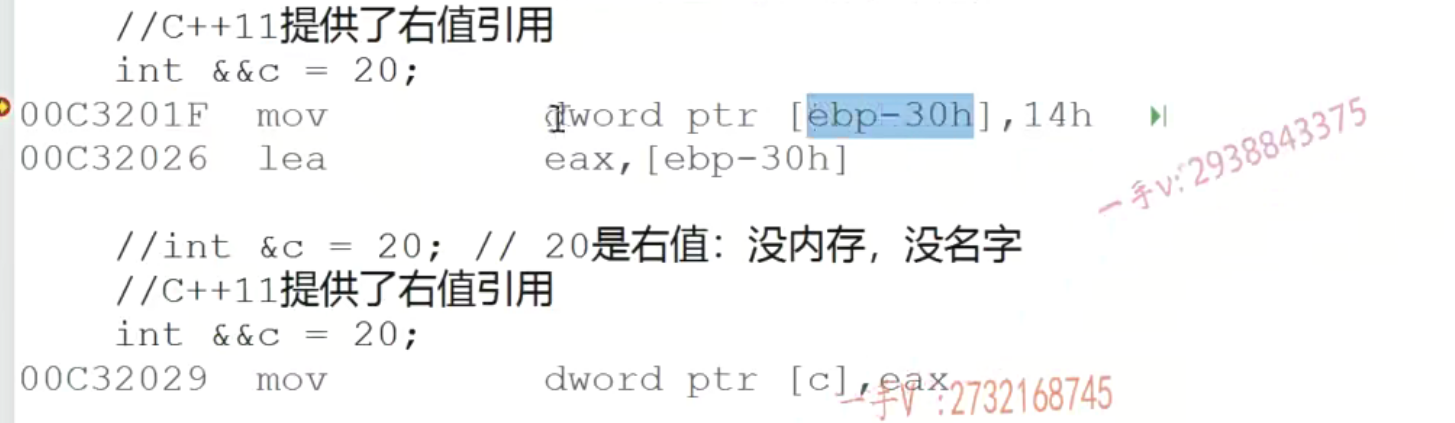 //C++11提供了右值引用
int &&c = 20;
00C3201F mov dword ptr [ebp-30h],14h
00C32026 lea eax,[ebp-30h]
一手v:2938843375
//int &c = 20; // 20是右值：没内存，没名字
//C++11提供了右值引用
int &&c = 20;
00C32029 mov dword ptr [c],eax
一手V :2732168745